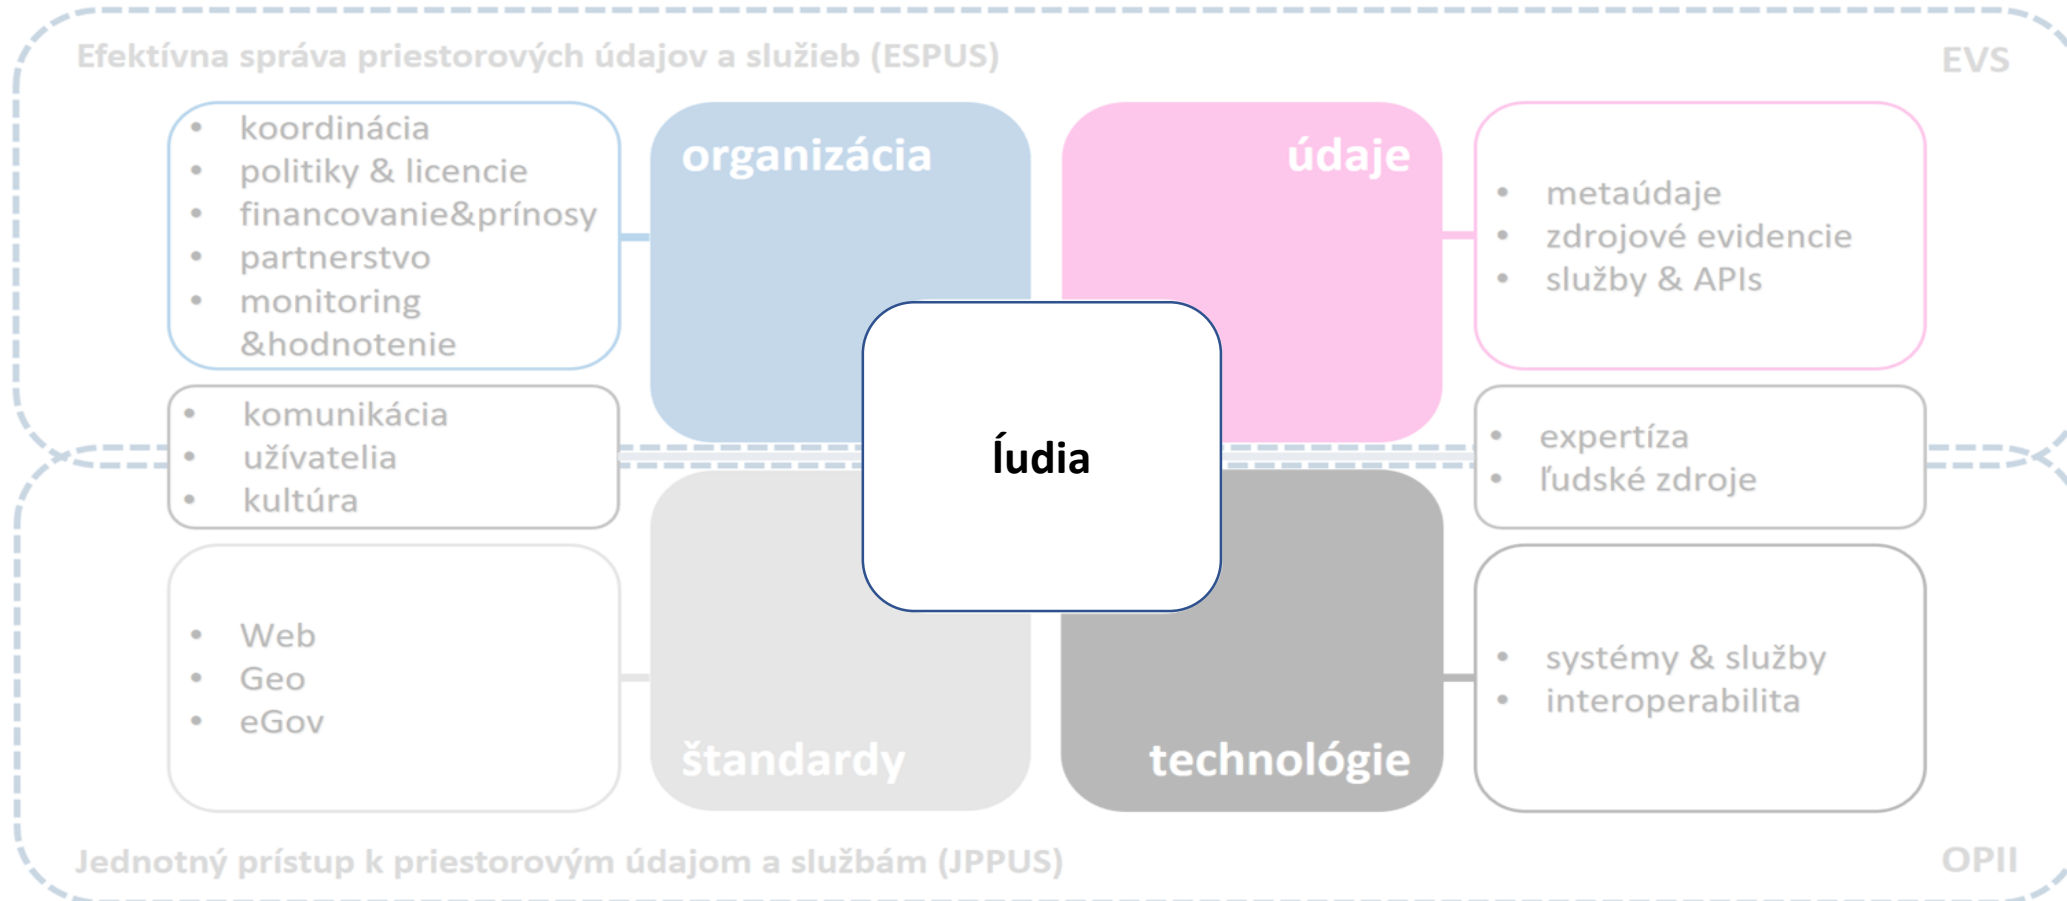 Efektívna správa priestorových údajov a služieb (ESPUS)
EVS
• koordinácia
• politiky & licencie
• financovanie&prínosy
• partnerstvo
• monitoring
&hodnotenie
organizácia
údaje
• metaúdaje
• zdrojové evidencie
• služby & APIs
• komunikácia
• užívatelia
• kultúra
ĺudia
• expertíza
• ľudské zdroje
• Web
• Geo
• eGov
štandardy
technológie
• systémy & služby
• interoperabilita
Jednotný prístup k priestorovým údajom a službám (JPPUS)
OPII